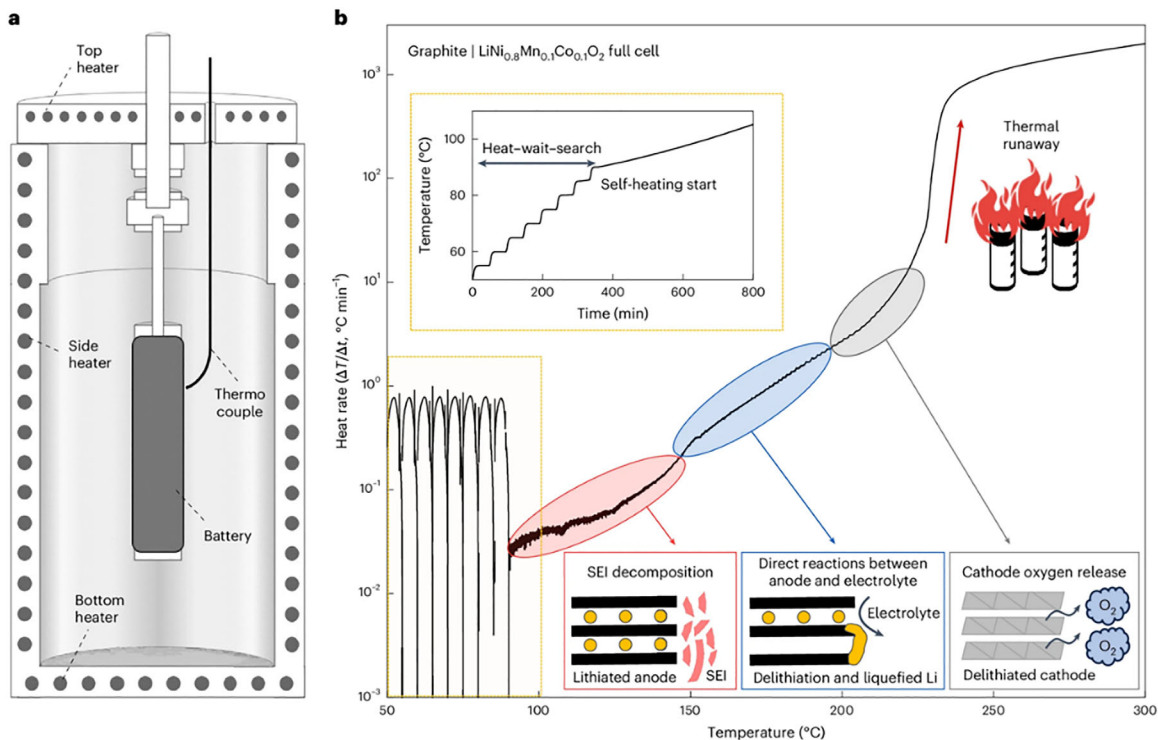 a
Top
heater
Side
heater
Thermo
couple
Battery
Bottom
heater
b
Graphite | LiNi₀.₈Mn₀.₁Co₀.₁O₂ full cell
Heat rate (ΔT/Δt, °C min⁻¹)
10³
10²
10¹
10⁰
10⁻¹
10⁻²
10⁻³
Temperature (°C)
100
80
60
Heat–wait–search
Self-heating start
0
200
400
600
800
Time (min)
Thermal
runaway
SEI decomposition
Lithiated anode
SEI
Direct reactions between
anode and electrolyte
Electrolyte
Delithiation and liquefied Li
Cathode oxygen release
O₂
O₂
Delithiated cathode
50
100
150
200
250
300
Temperature (°C)